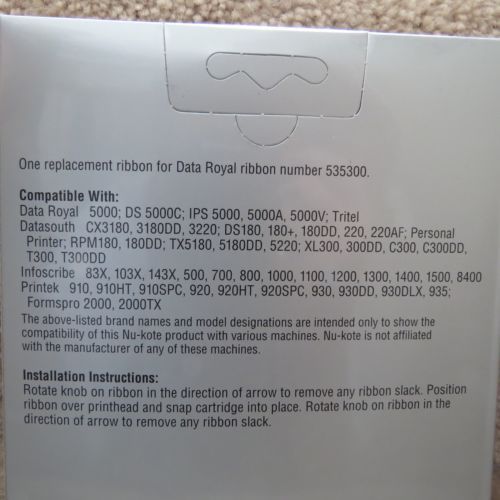 One replacement ribbon for Data Royal ribbon number 535300.
Compatible With:
Data Royal 5000; DS 5000C; IPS 5000, 5000A, 5000V; Tritel
Datasouth CX3180, 3180DD, 3220; DS180, 180+, 180DD, 220, 220AF; Personal
Printer; RPM180, 180DD; TX5180, 5180DD, 5220; XL300, 300DD, C300, C300DD,
T300, T300DD
Infoscribe 83X, 103X, 143X, 500, 700, 800, 1000, 1100, 1200, 1300, 1400, 1500, 8400
Printek 910, 910HT, 910SPC, 920, 920HT, 920SPC, 930, 930DD, 930DLX, 935;
Formspro 2000, 2000TX
The above-listed brand names and model designations are intended only to show the
compatibility of this Nu-kote product with various machines. Nu-kote is not affiliated
with the manufacturer of any of these machines.
Installation Instructions:
Rotate knob on ribbon in the direction of arrow to remove any ribbon slack. Position
ribbon over printhead and snap cartridge into place. Rotate knob on ribbon in the
direction of arrow to remove any ribbon slack.